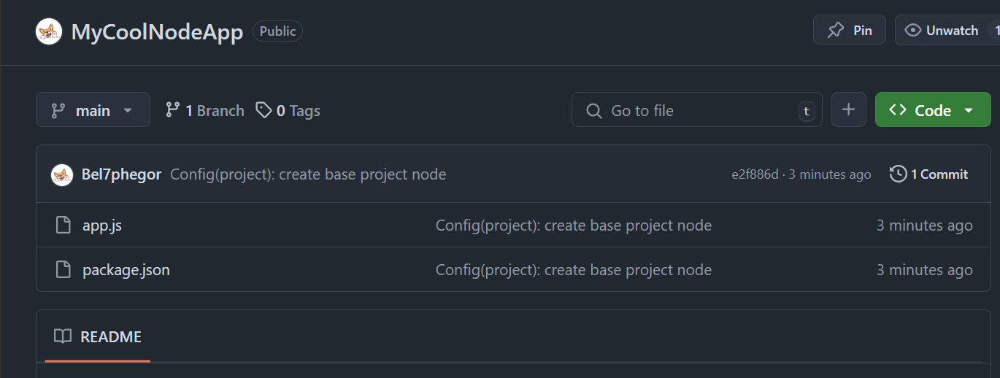 MyCoolNodeApp Public Pin Unwatch 1
main 1 Branch 0 Tags Go to file t + <> Code
Bel7phegor Config(project): create base project node e2f886d · 3 minutes ago 1 Commit
app.js Config(project): create base project node 3 minutes ago
package.json Config(project): create base project node 3 minutes ago
README